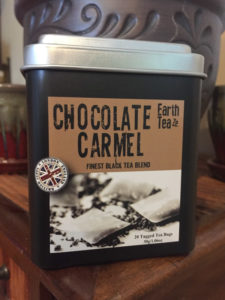 CHOCOLATE
CARMEL
Earth
Tea
FINEST BLACK TEA BLEND
20 Tagged Tea Bags